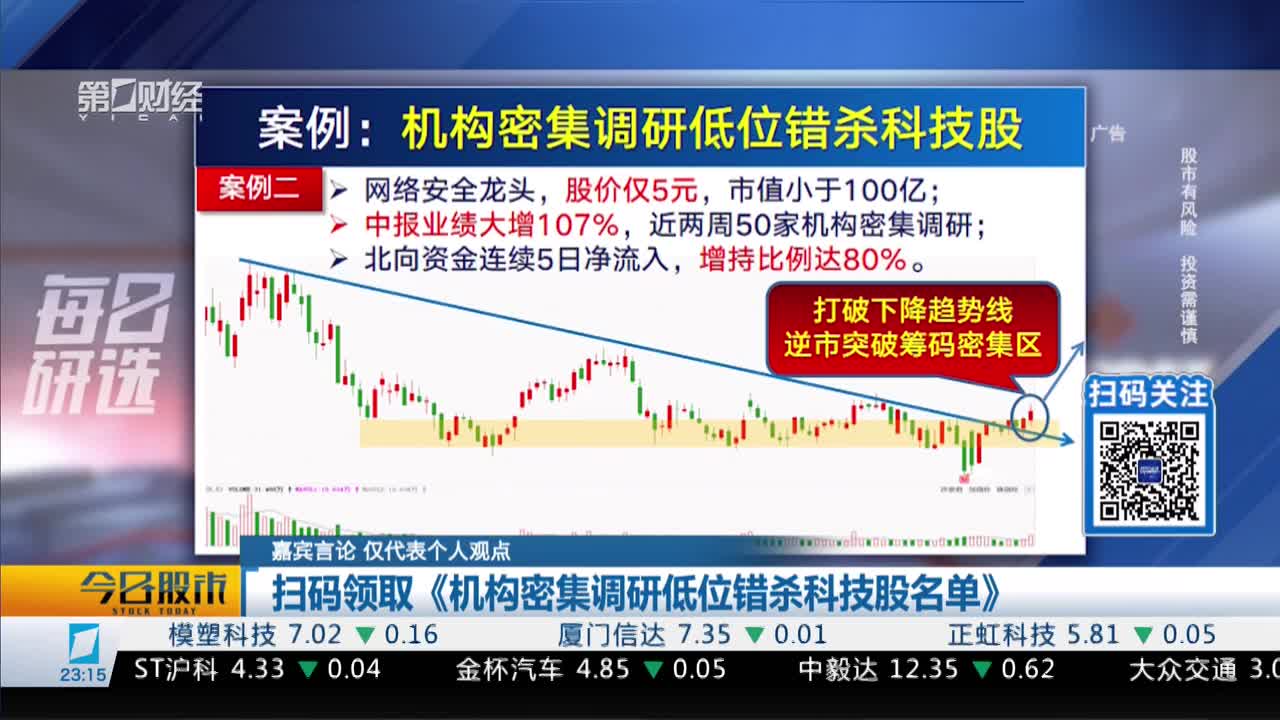 第一财经
YICAI
案例：机构密集调研低位错杀科技股
广告
股市有风险 投资需谨慎
案例二
➢ 网络安全龙头，股价仅5元，市值小于100亿；
➢ 中报业绩大增107%，近两周50家机构密集调研；
➢ 北向资金连续5日净流入，增持比例达80%。
打破下降趋势线
逆市突破筹码密集区
每日
研选
扫码关注
嘉宾言论 仅代表个人观点
今日股市
STOCK TODAY
扫码领取《机构密集调研低位错杀科技股名单》
模塑科技 7.02 ▼ 0.16 厦门信达 7.35 ▼ 0.01 正虹科技 5.81 ▼ 0.05
23:15
ST沪科 4.33 ▼ 0.04 金杯汽车 4.85 ▼ 0.05 中毅达 12.35 ▼ 0.62 大众交通 3.0